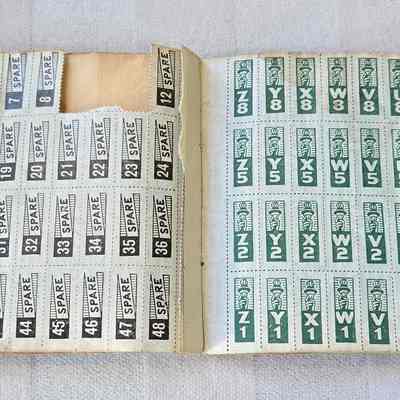 7 SPARE 8 SPARE 12 SPARE
19 SPARE 20 SPARE 21 SPARE 22 SPARE 23 SPARE 24 SPARE
31 SPARE 32 SPARE 33 SPARE 34 SPARE 35 SPARE 36 SPARE
44 SPARE 45 SPARE 46 SPARE 47 SPARE 48 SPARE
Z8 Y8 X8 W8 V8 U8
Z5 Y5 X5 W5 V5
Z2 Y2 X2 W2 V2
Z1 Y1 X1 W1 V1